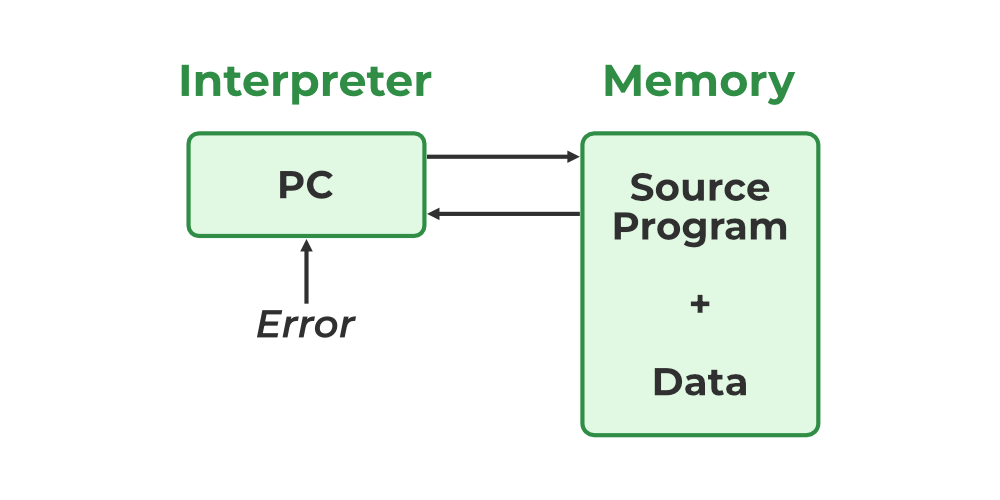 Interpreter
Memory
PC
Source
Program
+
Data
Error